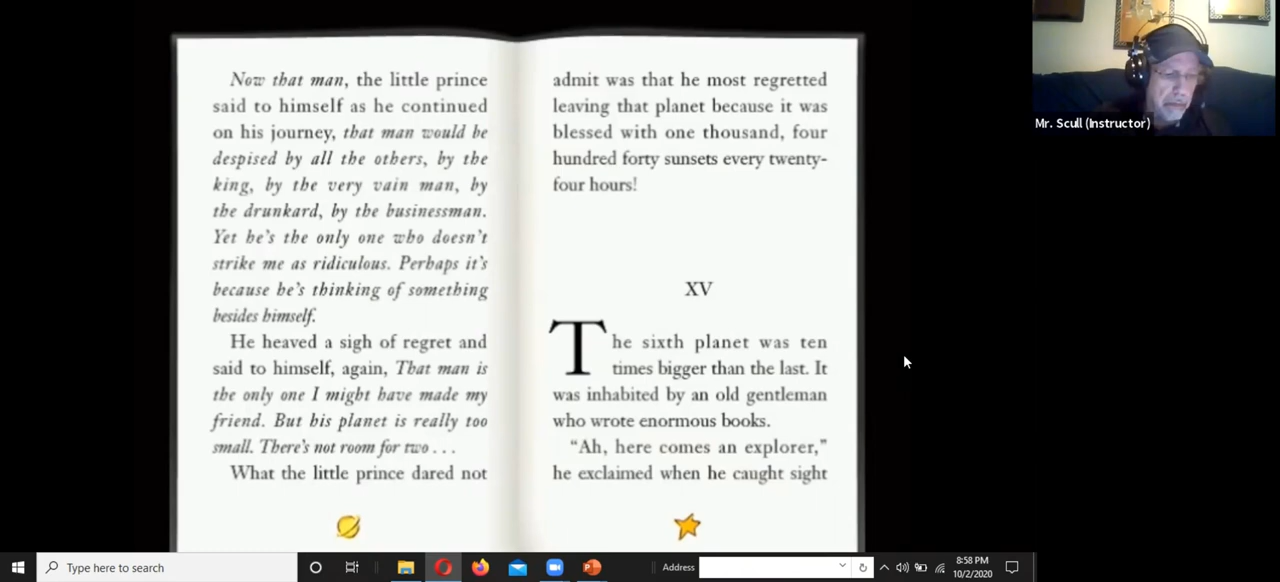 Now that man, the little prince
said to himself as he continued
on his journey, that man would be
despised by all the others, by the
king, by the very vain man, by
the drunkard, by the businessman.
Yet he's the only one who doesn't
strike me as ridiculous. Perhaps it's
because he's thinking of something
besides himself.
He heaved a sigh of regret and
said to himself, again, That man is
the only one I might have made my
friend. But his planet is really too
small. There's not room for two . . .
What the little prince dared not
admit was that he most regretted
leaving that planet because it was
blessed with one thousand, four
hundred forty sunsets every twenty-
four hours!
XV
The sixth planet was ten
times bigger than the last. It
was inhabited by an old gentleman
who wrote enormous books.
"Ah, here comes an explorer,"
he exclaimed when he caught sight
Mr. Scull (Instructor)
Type here to search
Address
8:58 PM
10/2/2020